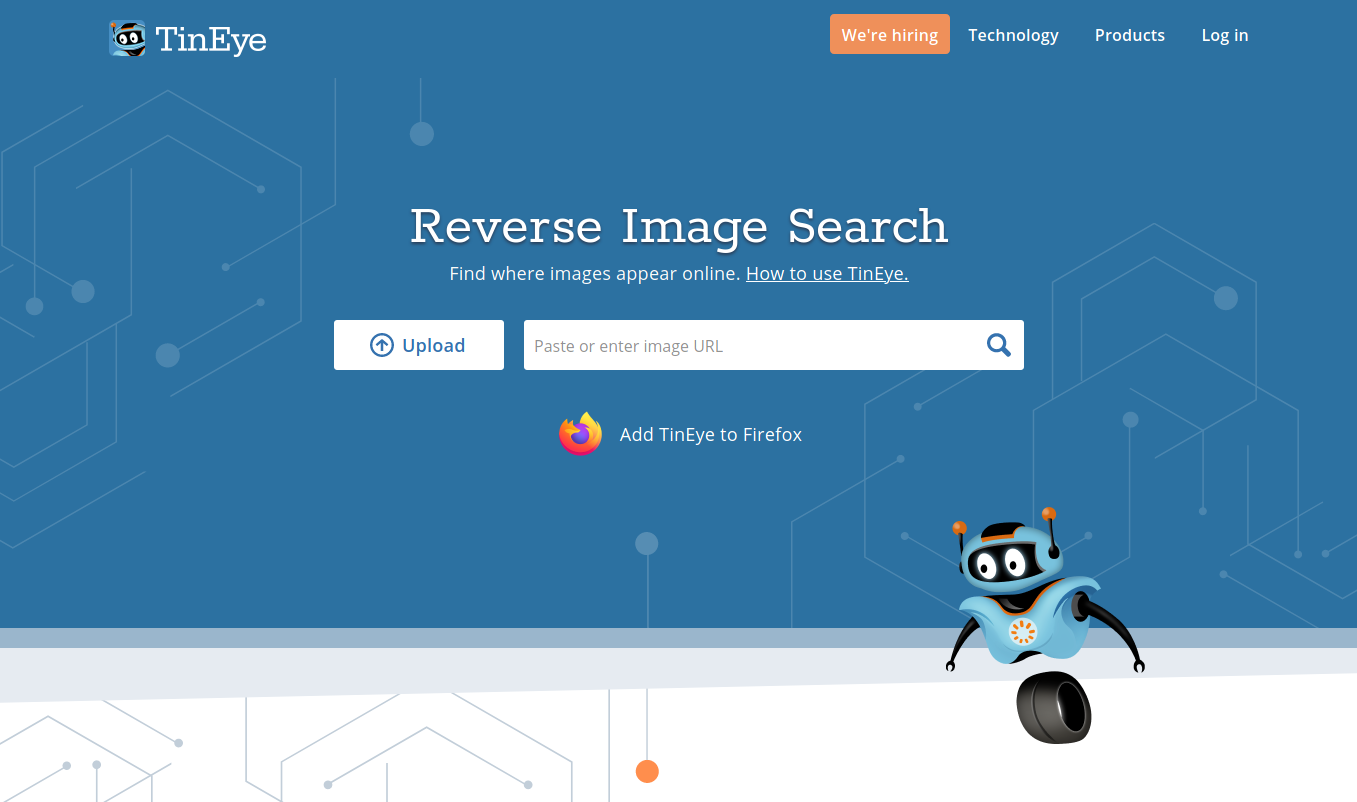 TinEye
We're hiring
Technology
Products
Log in
Reverse Image Search
Find where images appear online. How to use TinEye.
Upload
Paste or enter image URL
Add TinEye to Firefox